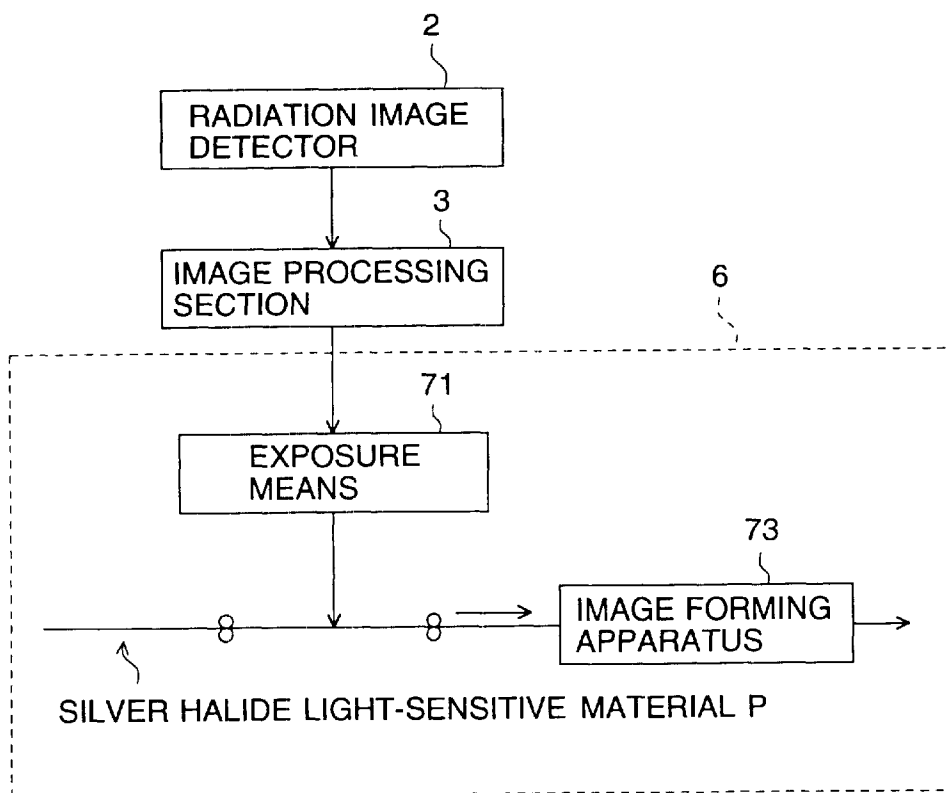 2
RADIATION IMAGE
DETECTOR
3
IMAGE PROCESSING
SECTION
6
71
EXPOSURE
MEANS
73
IMAGE FORMING
APPARATUS
SILVER HALIDE LIGHT-SENSITIVE MATERIAL P